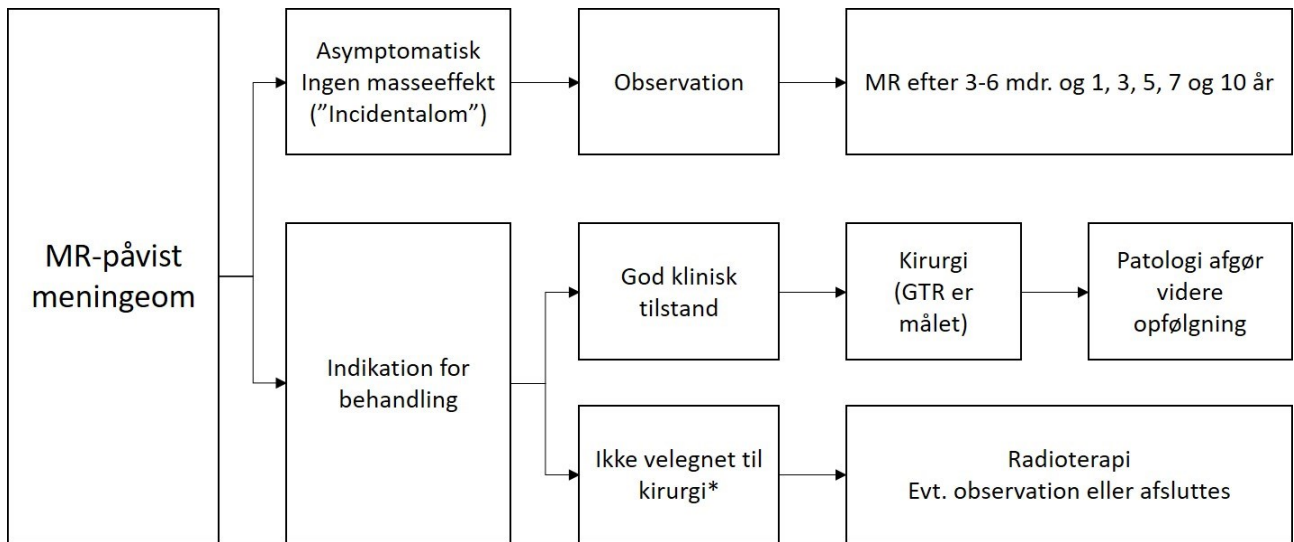 MR-påvist
meningeom
Asymptomatisk
Ingen masseeffekt
(”Incidentalom”)
Observation
MR efter 3-6 mdr. og 1, 3, 5, 7 og 10 år
Indikation for
behandling
God klinisk
tilstand
Kirurgi
(GTR er
målet)
Patologi afgør
videre
opfølgning
Ikke velegnet til
kirurgi*
Radioterapi
Evt. observation eller afsluttes